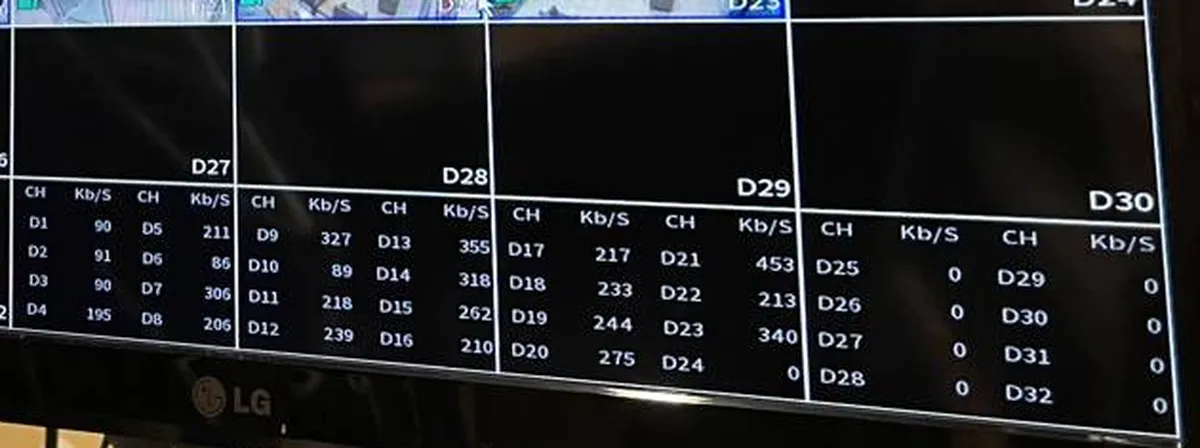 D25 D24
6 D27 D28 D29 D30
CH Kb/S CH Kb/S CH Kb/S CH Kb/S CH Kb/S CH Kb/S CH Kb/S CH Kb/S
D1 90 D5 211 D9 327 D13 355 D17 217 D21 453 D25 0 D29 0
D2 91 D6 86 D10 89 D14 318 D18 233 D22 213 D26 0 D30 0
D3 90 D7 306 D11 218 D15 262 D19 244 D23 340 D27 0 D31 0
2 D4 195 D8 206 D12 239 D16 210 D20 275 D24 0 D28 0 D32 0
LG